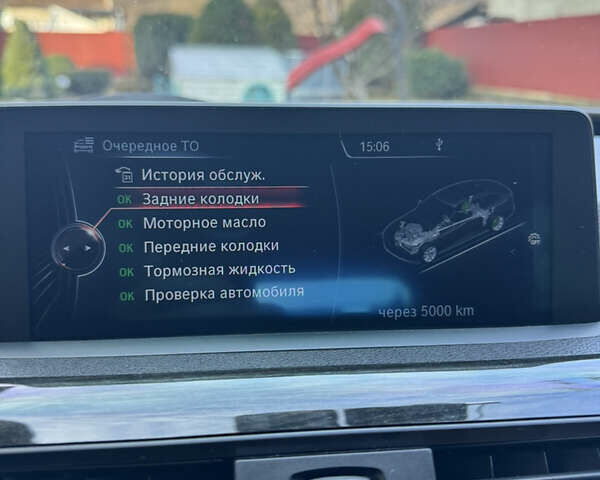 Очередное ТО
15:06
История обслуж.
OK Задние колодки
OK Моторное масло
OK Передние колодки
OK Тормозная жидкость
OK Проверка автомобиля
через 5000 km